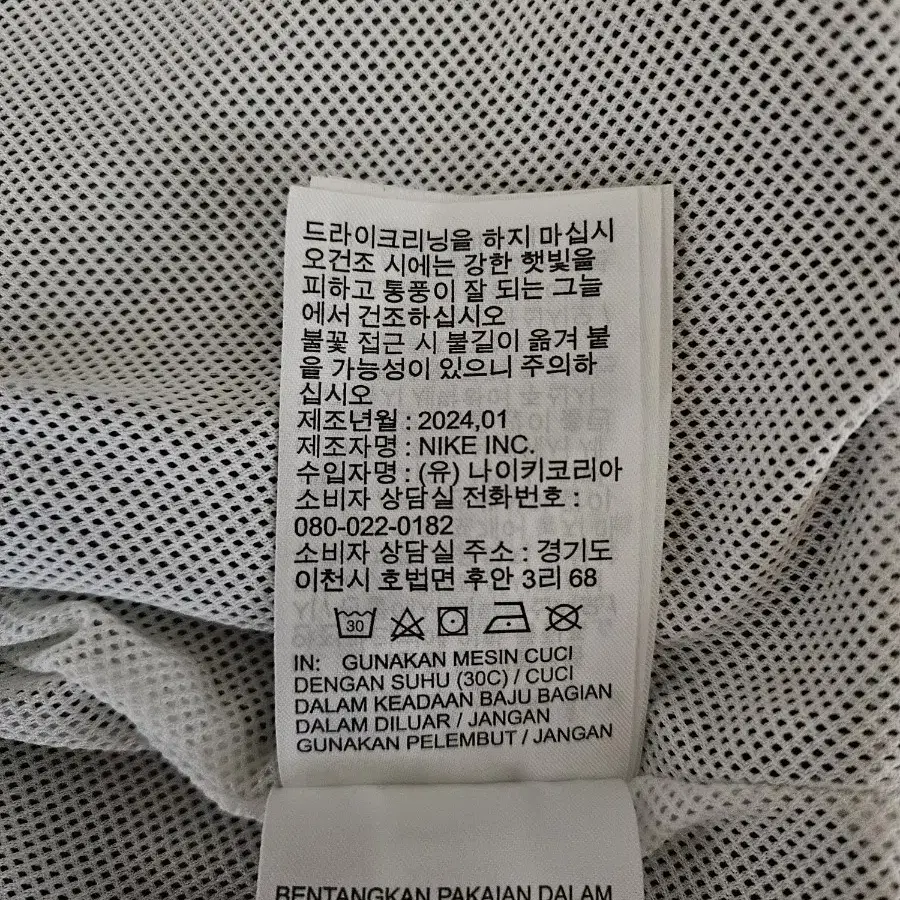 드라이크리닝을 하지 마십시
오건조 시에는 강한 햇빛을
피하고 통풍이 잘 되는 그늘
에서 건조하십시오
불꽃 접근 시 불길이 옮겨 붙
을 가능성이 있으니 주의하
십시오
제조년월 : 2024,01
제조자명 : NIKE INC.
수입자명 : (유) 나이키코리아
소비자 상담실 전화번호 :
080-022-0182
소비자 상담실 주소 : 경기도
이천시 호법면 후안 3리 68
30
IN: GUNAKAN MESIN CUCI
DENGAN SUHU (30C) / CUCI
DALAM KEADAAN BAJU BAGIAN
DALAM DILUAR / JANGAN
GUNAKAN PELEMBUT / JANGAN
BENTANGKAN PAKAIAN DALAM